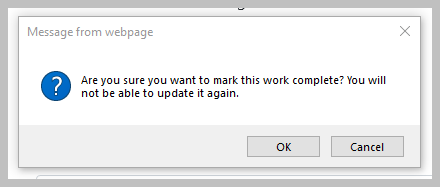 Message from webpage
Are you sure you want to mark this work complete? You will
not be able to update it again.
OK
Cancel